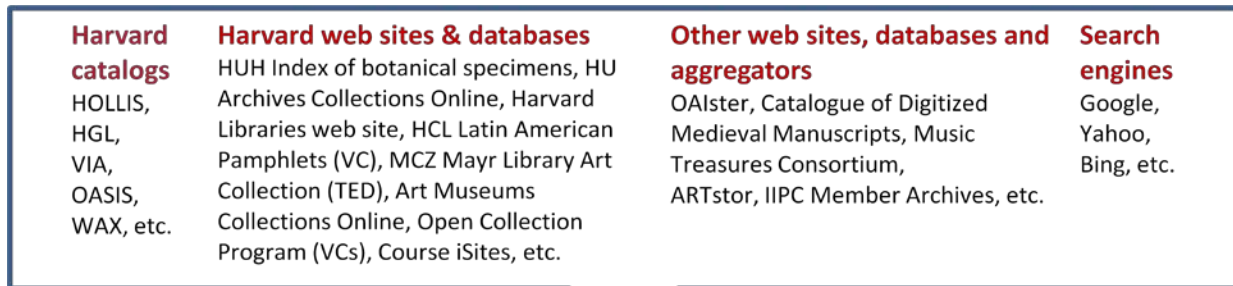 Harvard
catalogs
HOLLIS,
HGL,
VIA,
OASIS,
WAX, etc.
Harvard web sites & databases
HUH Index of botanical specimens, HU
Archives Collections Online, Harvard
Libraries web site, HCL Latin American
Pamphlets (VC), MCZ Mayr Library Art
Collection (TED), Art Museums
Collections Online, Open Collection
Program (VCs), Course iSites, etc.
Other web sites, databases and
aggregators
OAIster, Catalogue of Digitized
Medieval Manuscripts, Music
Treasures Consortium,
ARTstor, IIPC Member Archives, etc.
Search
engines
Google,
Yahoo,
Bing, etc.